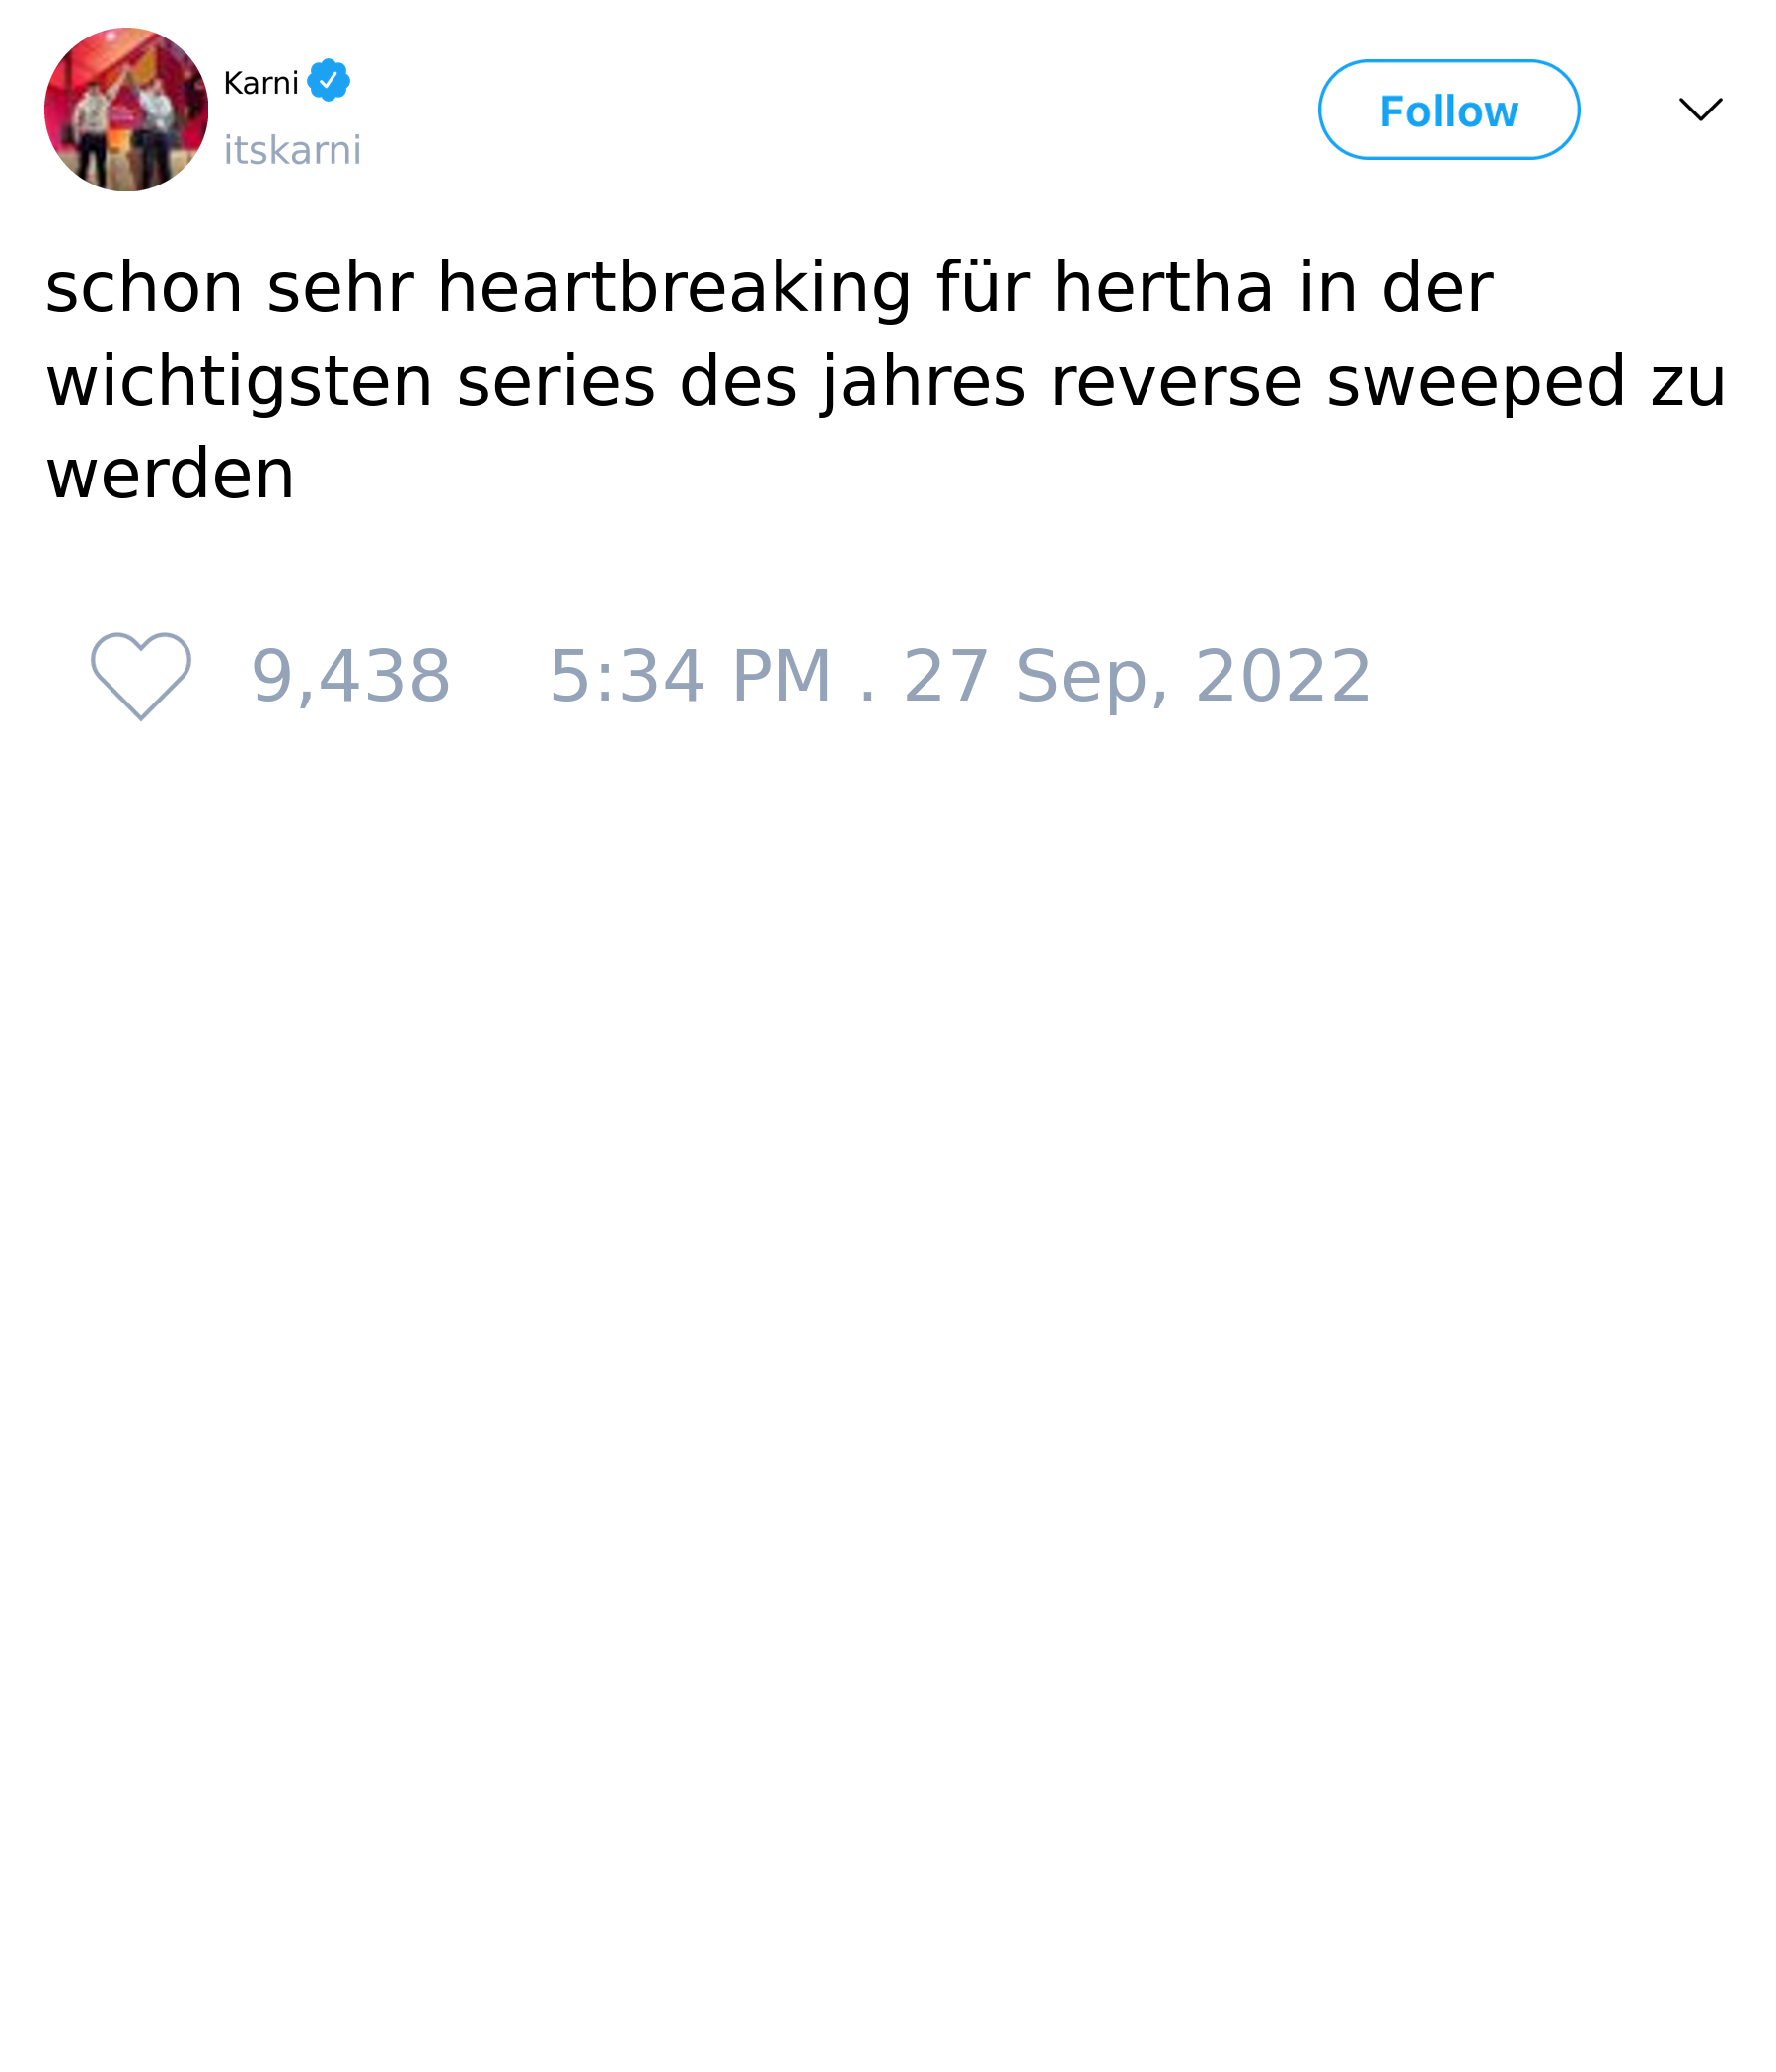 Karni
itskarni
Follow
schon sehr heartbreaking für hertha in der
wichtigsten series des jahres reverse sweeped zu
werden
9,438 5:34 PM . 27 Sep, 2022